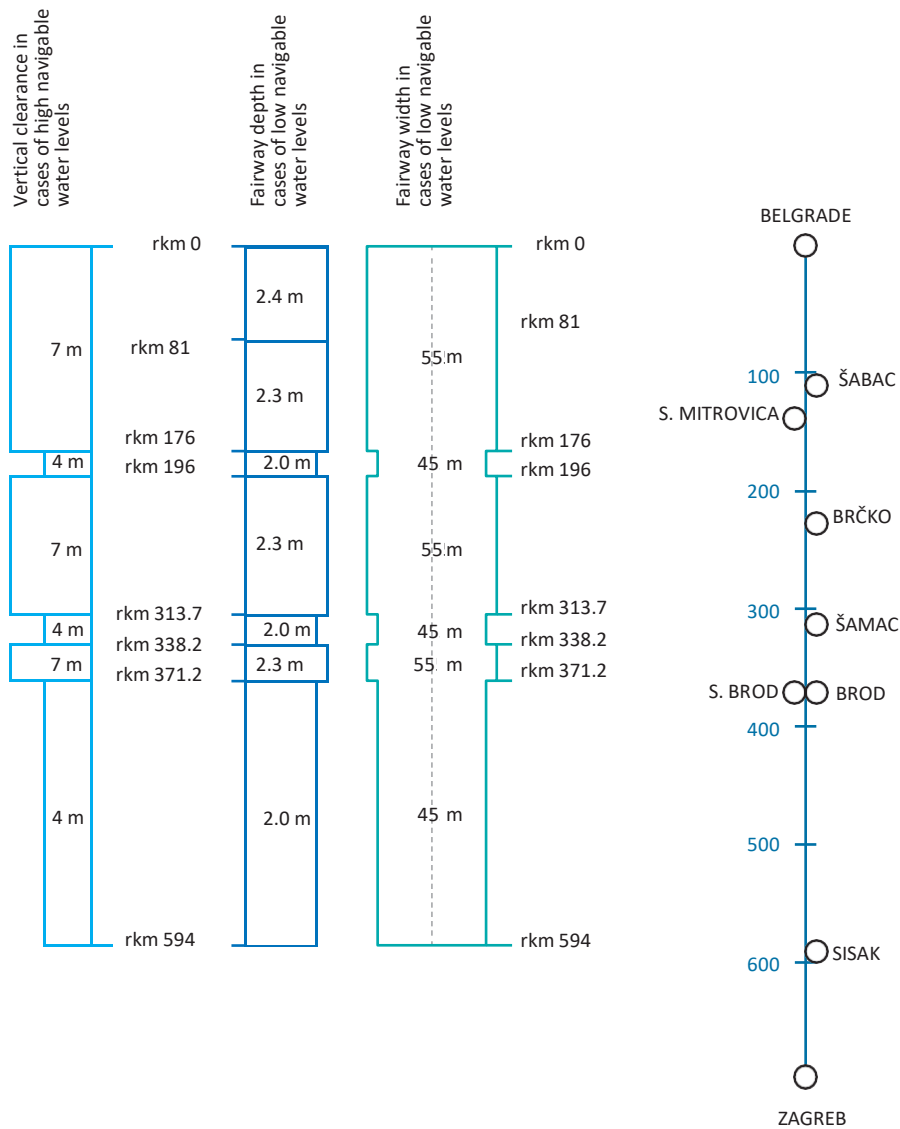 Vertical clearance in
cases of high navigable
water levels
Fairway depth in
cases of low navigable
water levels
Fairway width in
cases of low navigable
water levels
rkm 0
rkm 81
rkm 176
rkm 196
rkm 313.7
rkm 338.2
rkm 371.2
rkm 594
7 m
4 m
7 m
4 m
7 m
4 m
2.4 m
2.3 m
2.0 m
2.3 m
2.0 m
2.3 m
2.0 m
55 m
45 m
55 m
45 m
55 m
45 m
rkm 0
rkm 81
rkm 176
rkm 196
rkm 313.7
rkm 338.2
rkm 371.2
rkm 594
BELGRADE
100
ŠABAC
S. MITROVICA
200
BRČKO
300
ŠAMAC
S. BROD
BROD
400
500
SISAK
600
ZAGREB